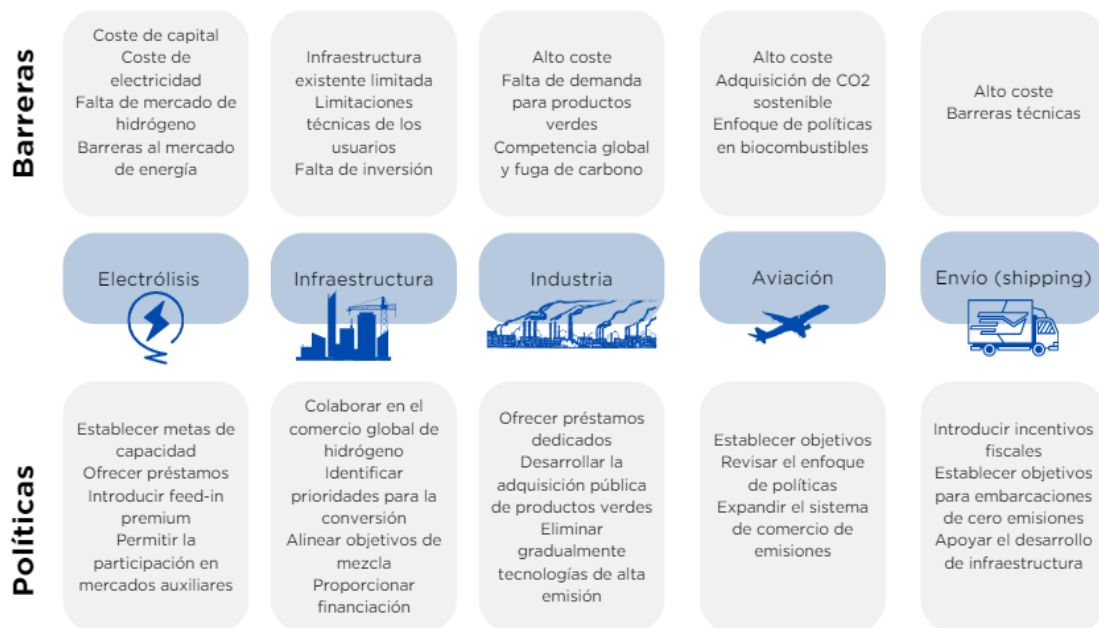 Barreras
Coste de capital
Coste de
electricidad
Falta de mercado de
hidrógeno
Barreras al mercado
de energía
Infraestructura
existente limitada
Limitaciones
técnicas de los
usuarios
Falta de inversión
Alto coste
Falta de demanda
para productos
verdes
Competencia global
y fuga de carbono
Alto coste
Adquisición de CO2
sostenible
Enfoque de políticas
en biocombustibles
Alto coste
Barreras técnicas
Electrólisis
Infraestructura
Industria
Aviación
Envío (shipping)
Políticas
Establecer metas de
capacidad
Ofrecer préstamos
Introducir feed-in
premium
Permitir la
participación en
mercados auxiliares
Colaborar en el
comercio global de
hidrógeno
Identificar
prioridades para la
conversión
Alinear objetivos de
mezcla
Proporcionar
financiación
Ofrecer préstamos
dedicados
Desarrollar la
adquisición pública
de productos verdes
Eliminar
gradualmente
tecnologías de alta
emisión
Establecer objetivos
Revisar el enfoque
de políticas
Expandir el sistema
de comercio de
emisiones
Introducir incentivos
fiscales
Establecer objetivos
para embarcaciones
de cero emisiones
Apoyar el desarrollo
de infraestructura